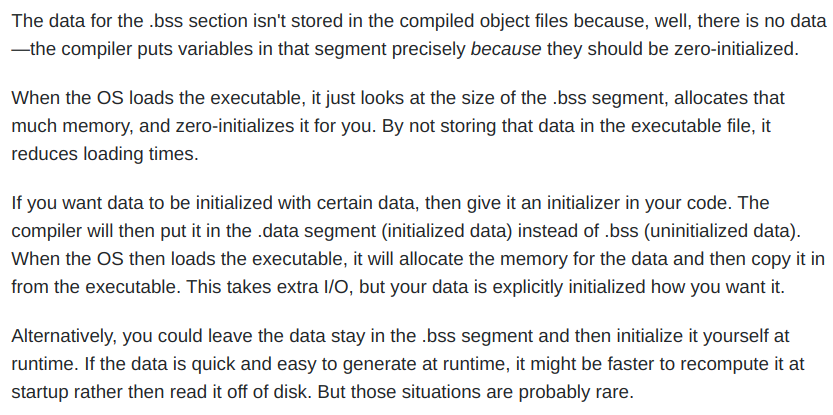 The data for the .bss section isn't stored in the compiled object files because, well, there is no data
—the compiler puts variables in that segment precisely because they should be zero-initialized.
When the OS loads the executable, it just looks at the size of the .bss segment, allocates that
much memory, and zero-initializes it for you. By not storing that data in the executable file, it
reduces loading times.
If you want data to be initialized with certain data, then give it an initializer in your code. The
compiler will then put it in the .data segment (initialized data) instead of .bss (uninitialized data).
When the OS then loads the executable, it will allocate the memory for the data and then copy it in
from the executable. This takes extra I/O, but your data is explicitly initialized how you want it.
Alternatively, you could leave the data stay in the .bss segment and then initialize it yourself at
runtime. If the data is quick and easy to generate at runtime, it might be faster to recompute it at
startup rather then read it off of disk. But those situations are probably rare.